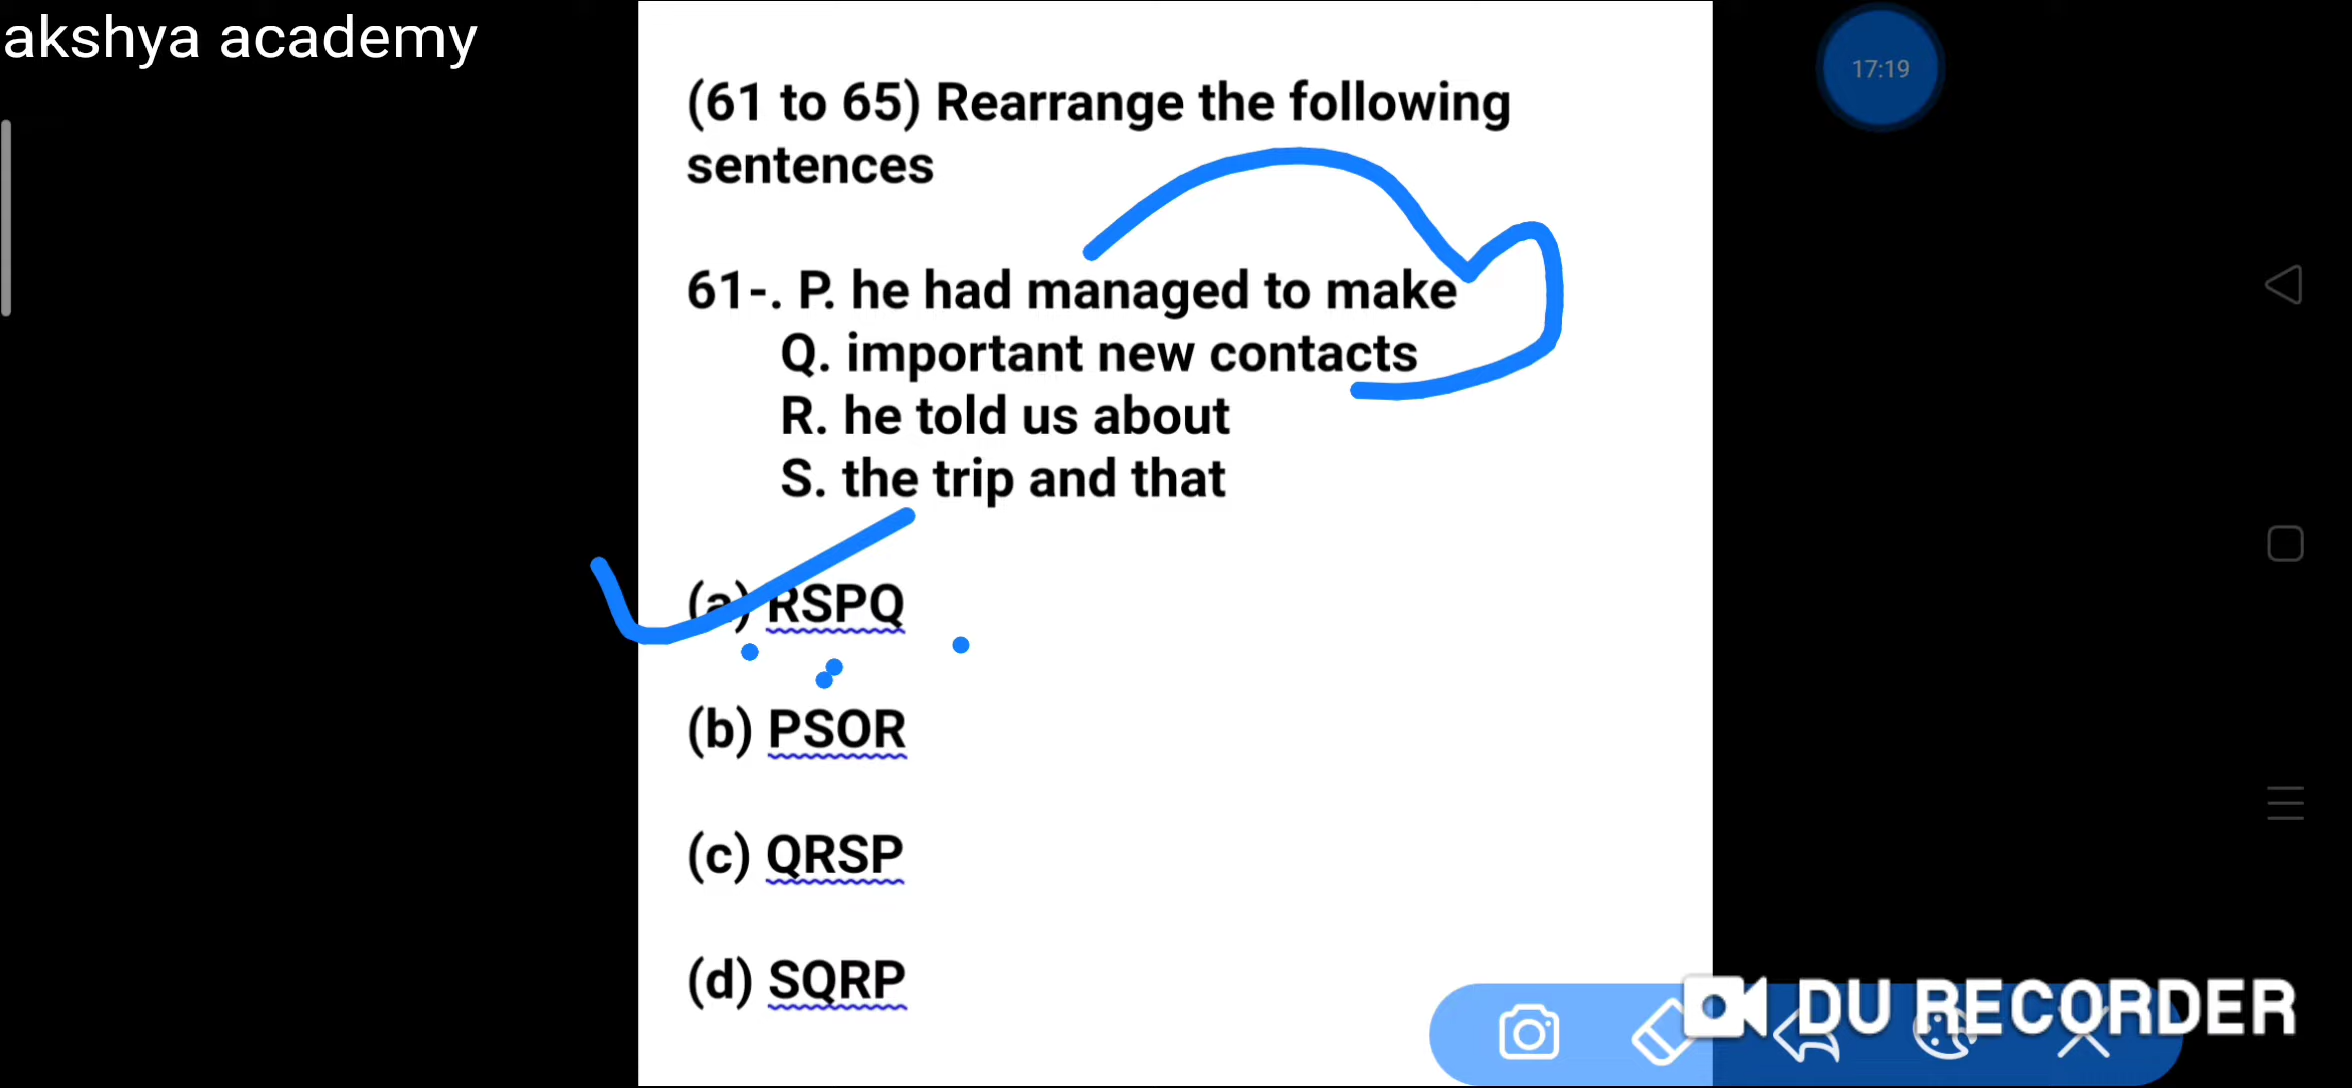 akshya academy
17:19
(61 to 65) Rearrange the following
sentences
61-. P. he had managed to make
Q. important new contacts
R. he told us about
S. the trip and that
(a) RSPQ
(b) PSOR
(c) QRSP
(d) SQRP
DU RECORDER